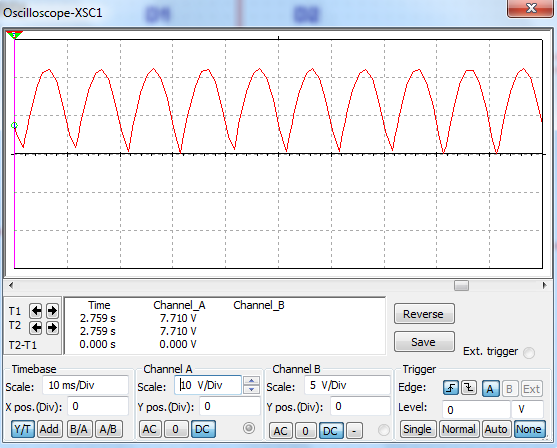 D1 D2
Oscilloscope-XSC1
T1
T2
T2-T1
Time Channel_A Channel_B
2.759 s 7.710 V
2.759 s 7.710 V
0.000 s 0.000 V
Reverse
Save
Ext. trigger
Timebase
Scale: 10 ms/Div
X pos.(Div): 0
Y/T Add B/A A/B
Channel A
Scale: 10 V/Div
Y pos.(Div): 0
AC 0 DC
Channel B
Scale: 5 V/Div
Y pos.(Div): 0
AC 0 DC -
Trigger
Edge: A B Ext
Level: 0 V
Single Normal Auto None